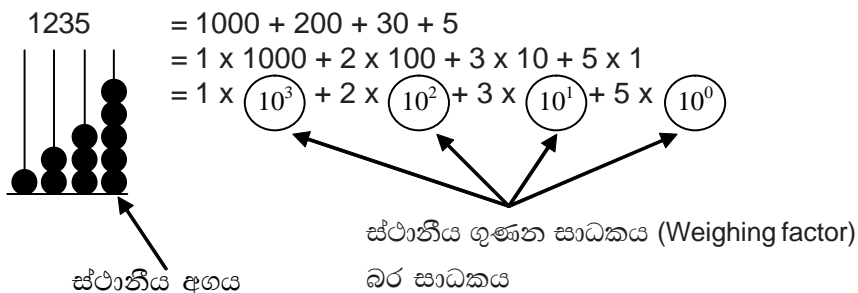 1235 = 1000 + 200 + 30 + 5
= 1 x 1000 + 2 x 100 + 3 x 10 + 5 x 1
= 1 x 10³ + 2 x 10² + 3 x 10¹ + 5 x 10⁰
ස්ථානීය ගුණන සාධකය (Weighing factor)
ස්ථානීය අගය බර සාධකය